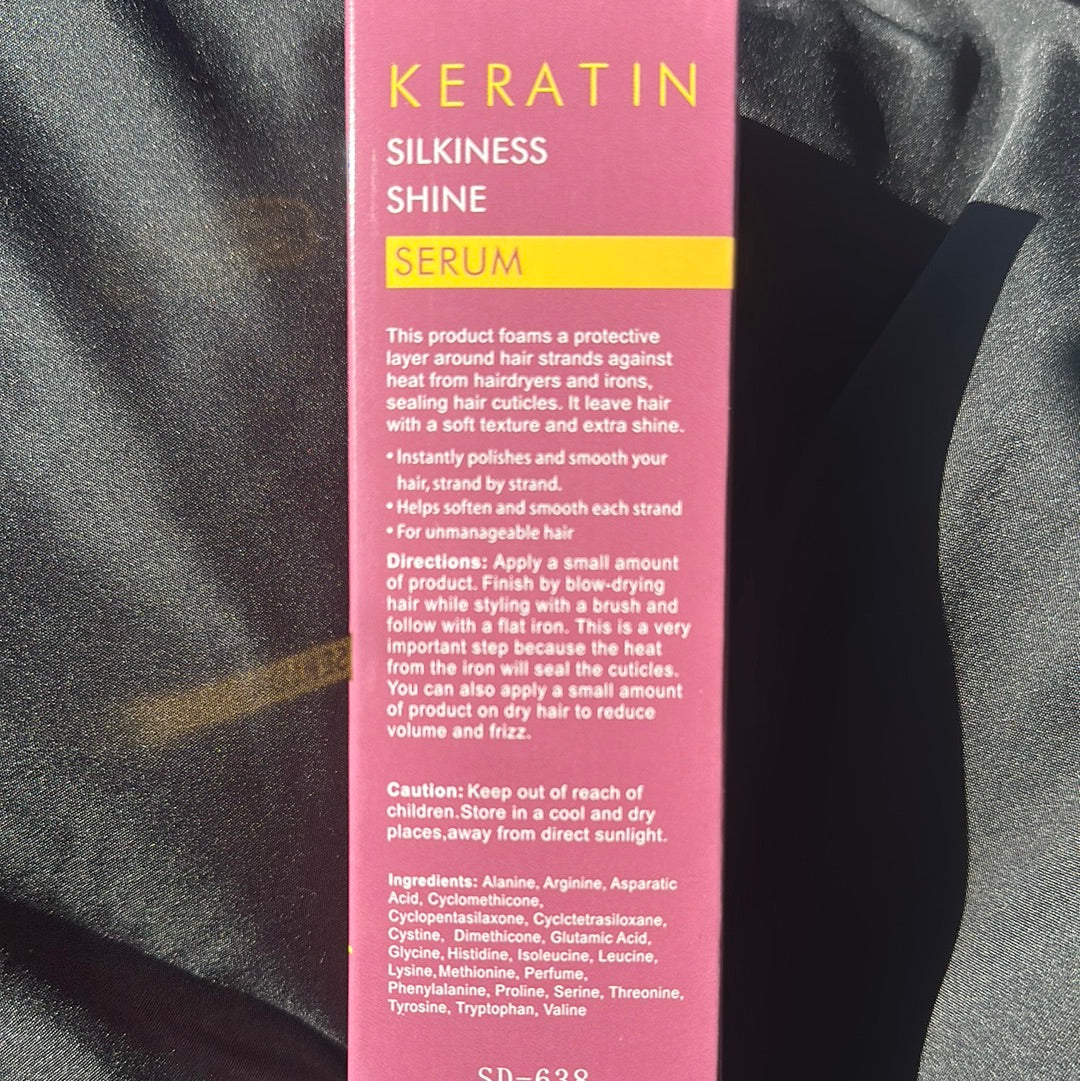 KERATIN
SILKINESS
SHINE
SERUM
This product foams a protective
layer around hair strands against
heat from hairdryers and irons,
sealing hair cuticles. It leave hair
with a soft texture and extra shine.
• Instantly polishes and smooth your
hair, strand by strand.
• Helps soften and smooth each strand
• For unmanageable hair
Directions: Apply a small amount
of product. Finish by blow-drying
hair while styling with a brush and
follow with a flat iron. This is a very
important step because the heat
from the iron will seal the cuticles.
You can also apply a small amount
of product on dry hair to reduce
volume and frizz.
Caution: Keep out of reach of
children.Store in a cool and dry
places,away from direct sunlight.
Ingredients: Alanine, Arginine, Asparatic
Acid, Cyclomethicone,
Cyclopentasilaxone, Cyclctetrasiloxane,
Cystine, Dimethicone, Glutamic Acid,
Glycine, Histidine, Isoleucine, Leucine,
Lysine, Methionine, Perfume,
Phenylalanine, Proline, Serine, Threonine,
Tyrosine, Tryptophan, Valine
SD-638